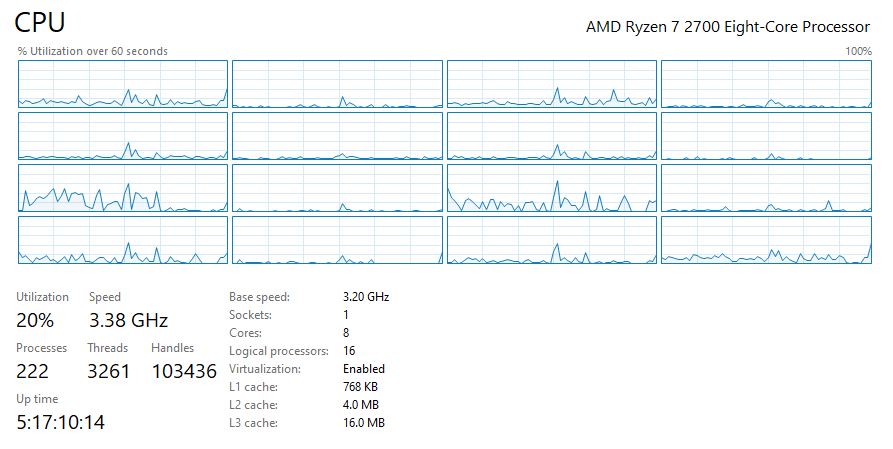 CPU
AMD Ryzen 7 2700 Eight-Core Processor
% Utilization over 60 seconds
100%
Utilization
Speed
20%
3.38 GHz
Processes
Threads
Handles
222
3261
103436
Up time
5:17:10:14
Base speed:
3.20 GHz
Sockets:
1
Cores:
8
Logical processors:
16
Virtualization:
Enabled
L1 cache:
768 KB
L2 cache:
4.0 MB
L3 cache:
16.0 MB